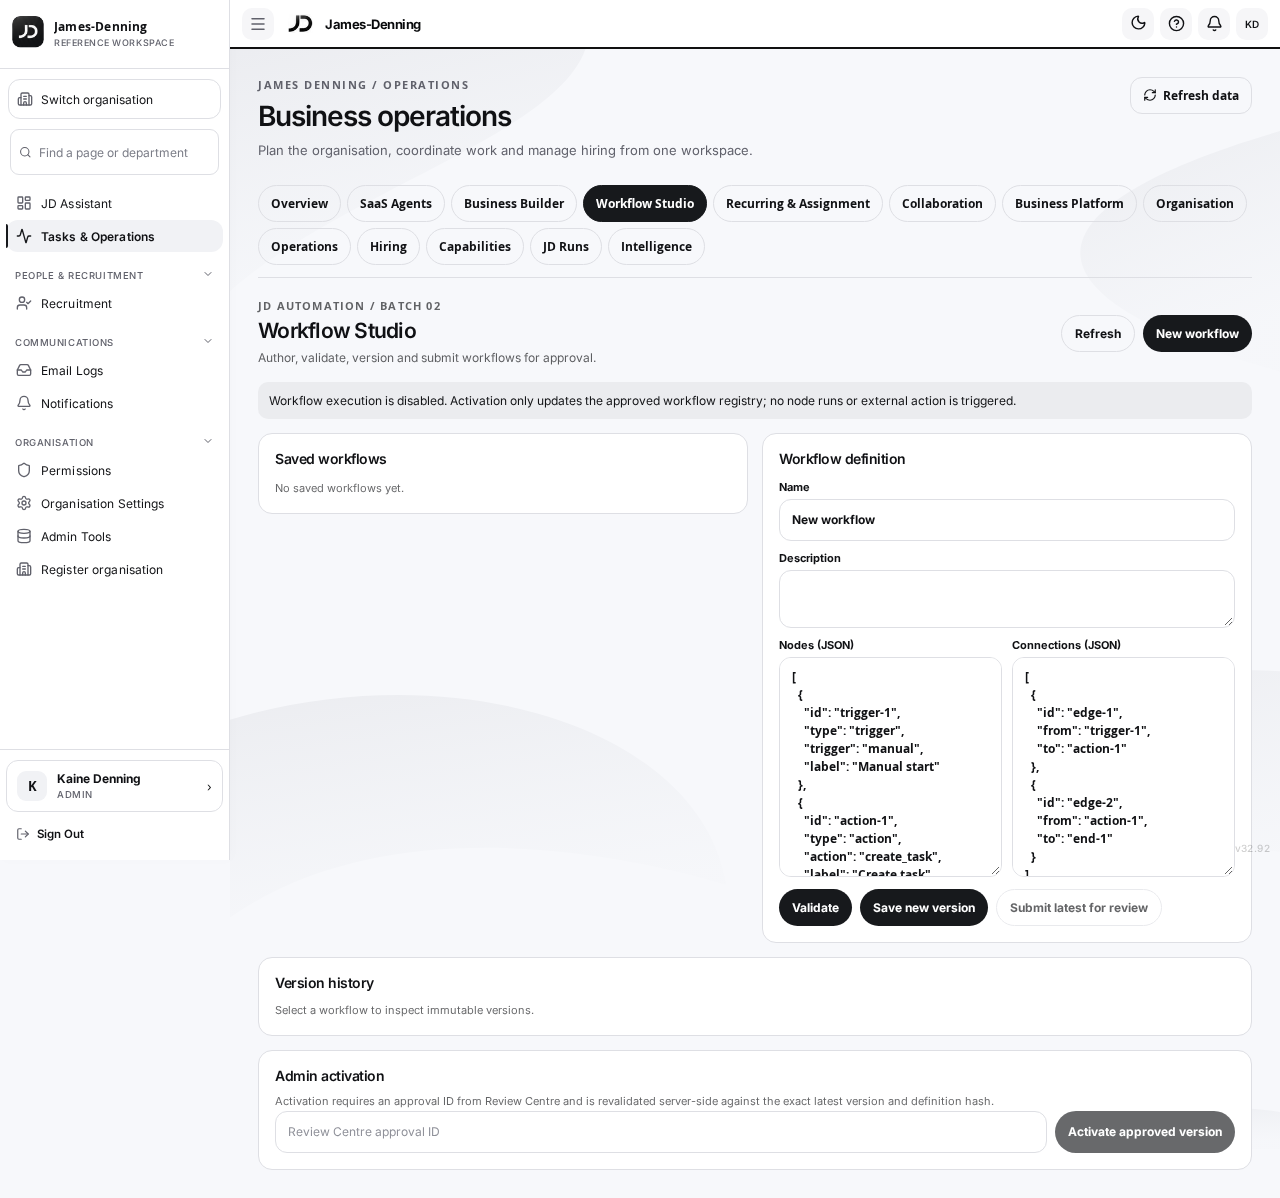 James-Denning
REFERENCE WORKSPACE
Switch organisation
Find a page or department
JD Assistant
Tasks & Operations
PEOPLE & RECRUITMENT
Recruitment
COMMUNICATIONS
Email Logs
Notifications
ORGANISATION
Permissions
Organisation Settings
Admin Tools
Register organisation
K
Kaine Denning
ADMIN
Sign Out
JD James-Denning
KD
JAMES DENNING / OPERATIONS
Business operations
Plan the organisation, coordinate work and manage hiring from one workspace.
Refresh data
Overview SaaS Agents Business Builder Workflow Studio Recurring & Assignment Collaboration Business Platform Organisation
Operations Hiring Capabilities JD Runs Intelligence
JD AUTOMATION / BATCH 02
Workflow Studio
Author, validate, version and submit workflows for approval.
Refresh New workflow
Workflow execution is disabled. Activation only updates the approved workflow registry; no node runs or external action is triggered.
Saved workflows
No saved workflows yet.
Workflow definition
Name
New workflow
Description
Nodes (JSON)
[
{
"id": "trigger-1",
"type": "trigger",
"trigger": "manual",
"label": "Manual start"
},
{
"id": "action-1",
"type": "action",
"action": "create_task",
"label": "Create task"
Connections (JSON)
[
{
"id": "edge-1",
"from": "trigger-1",
"to": "action-1"
},
{
"id": "edge-2",
"from": "action-1",
"to": "end-1"
}
]
v32.92
Validate Save new version Submit latest for review
Version history
Select a workflow to inspect immutable versions.
Admin activation
Activation requires an approval ID from Review Centre and is revalidated server-side against the exact latest version and definition hash.
Review Centre approval ID
Activate approved version